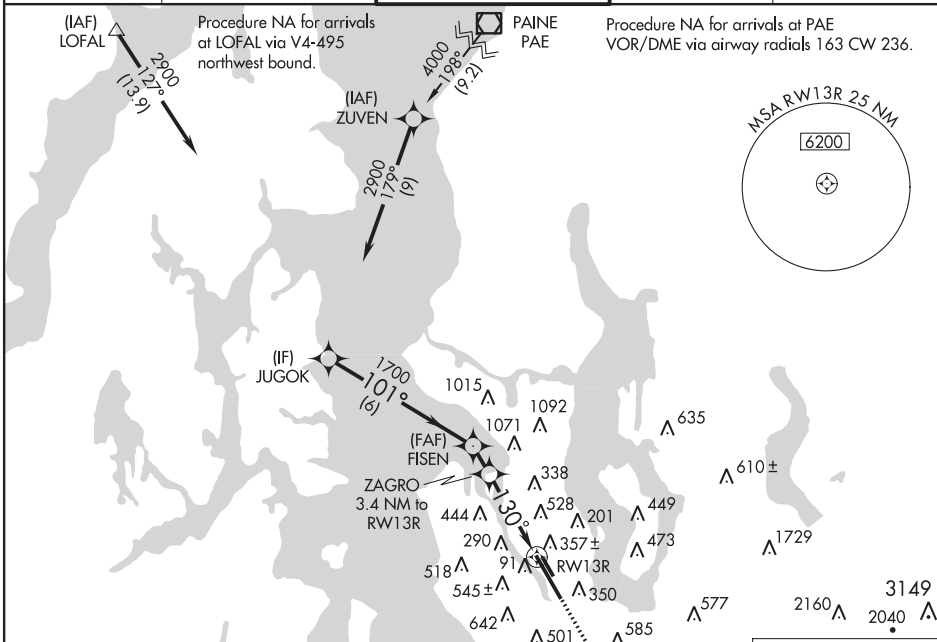 (IAF)
LOFAL
Procedure NA for arrivals
at LOFAL via V4-495
northwest bound.
PAINE
PAE
Procedure NA for arrivals at PAE
VOR/DME via airway radials 163 CW 236.
2900
127°
(13.9)
4000
198°
(9.2)
(IAF)
ZUVEN
MSA RW13R 25 NM
6200
2900
179°
(9)
(IF)
JUGOK
1700
101°
(6)
1015
1092
1071
635
(FAF)
FISEN
610 ±
338
ZAGRO
3.4 NM to
RW13R
130°
444
528
201
449
290
357 ±
473
1729
518
91
RW13R
545 ±
350
642
577
2160
3149
2040
501
585